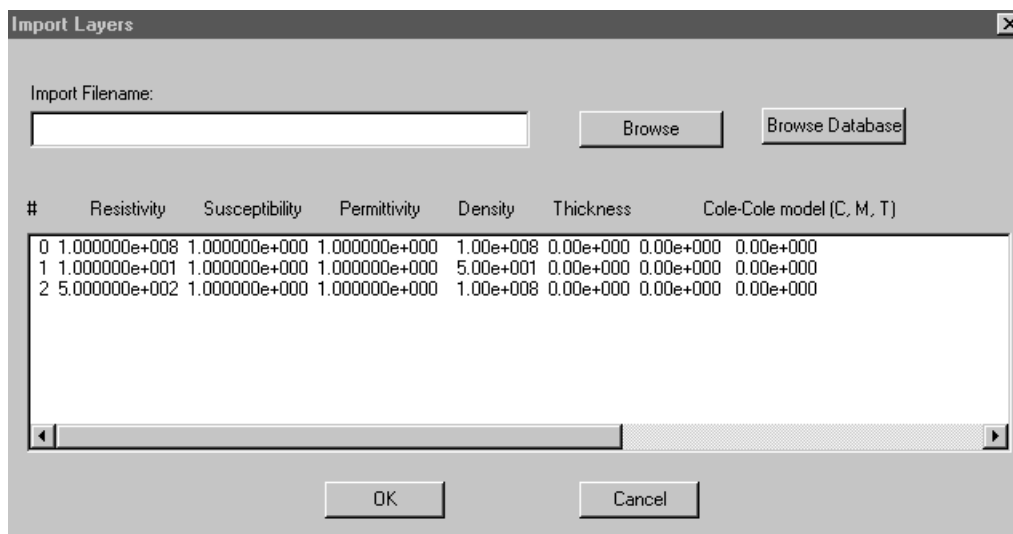 Import Layers
Import Filename:
Browse
Browse Database
# Resistivity Susceptibility Permittivity Density Thickness Cole-Cole model (C, M, T)
0 1.000000e+008 1.000000e+000 1.000000e+000 1.00e+008 0.00e+000 0.00e+000 0.00e+000
1 1.000000e+001 1.000000e+000 1.000000e+000 5.00e+001 0.00e+000 0.00e+000 0.00e+000
2 5.000000e+002 1.000000e+000 1.000000e+000 1.00e+008 0.00e+000 0.00e+000 0.00e+000
OK
Cancel